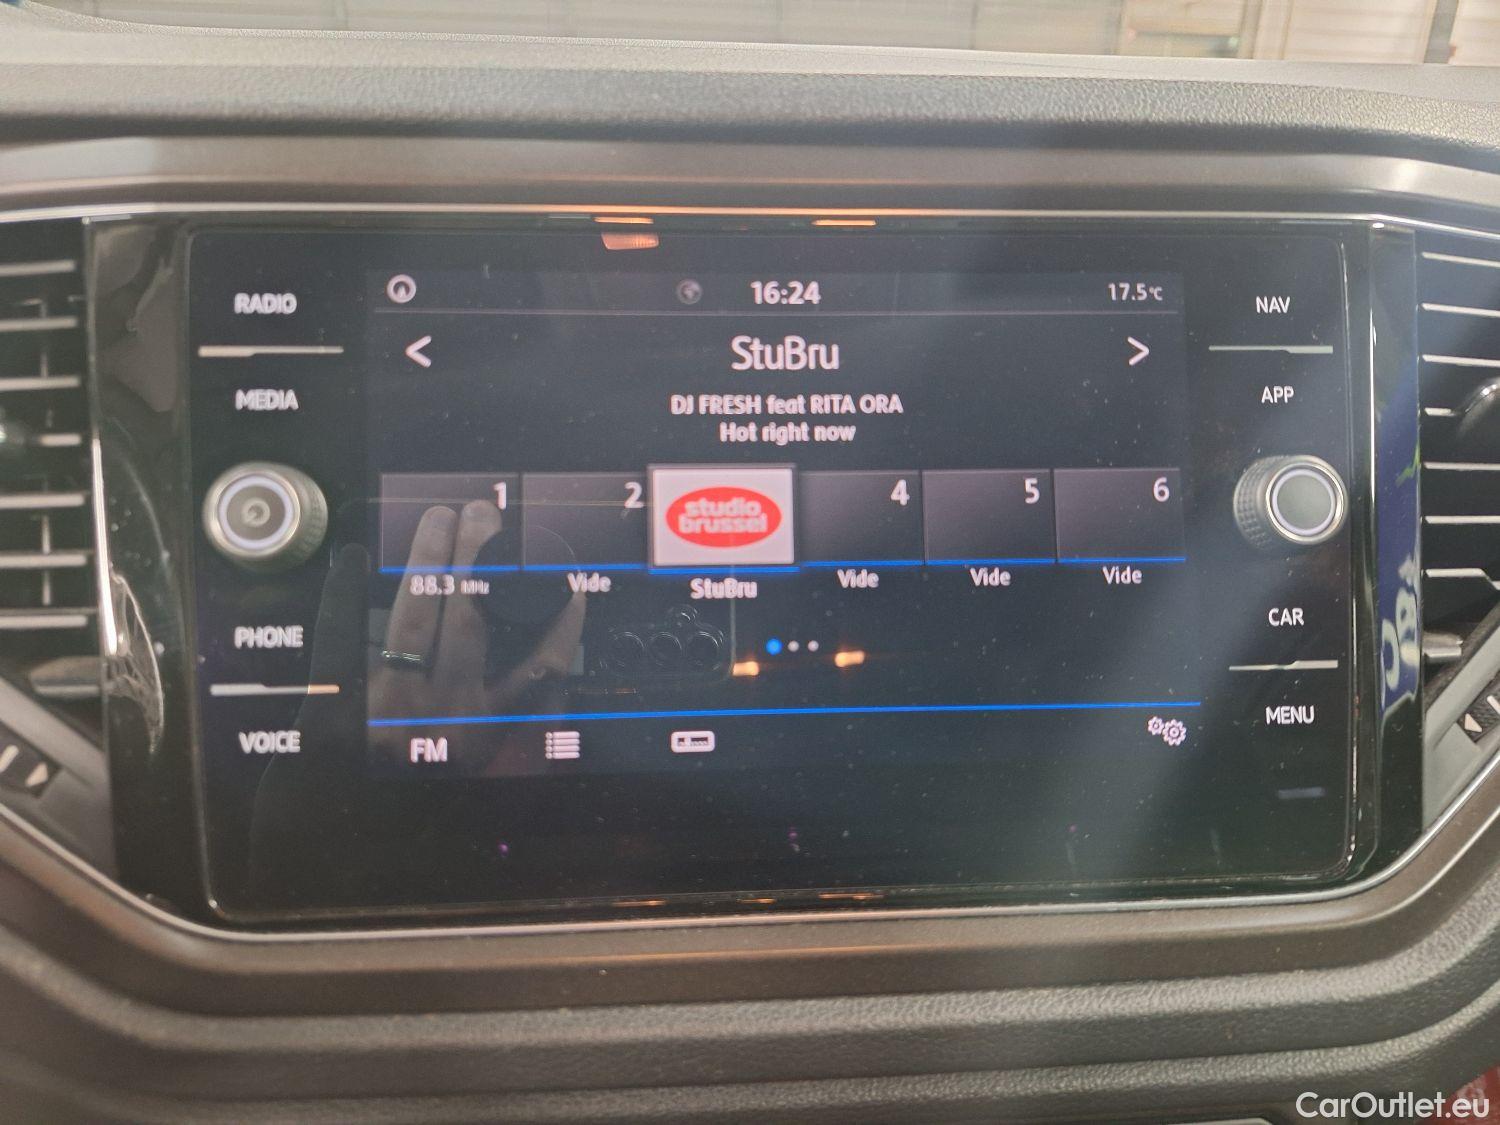 16:24
17.5°C
RADIO
MEDIA
PHONE
VOICE
<
StuBru
>
DJ FRESH feat RITA ORA
Hot right now
1
2
studio
brussel
4
5
6
88.3 MHz
Vide
StuBru
Vide
Vide
Vide
FM
NAV
APP
CAR
MENU
CarOutlet.eu